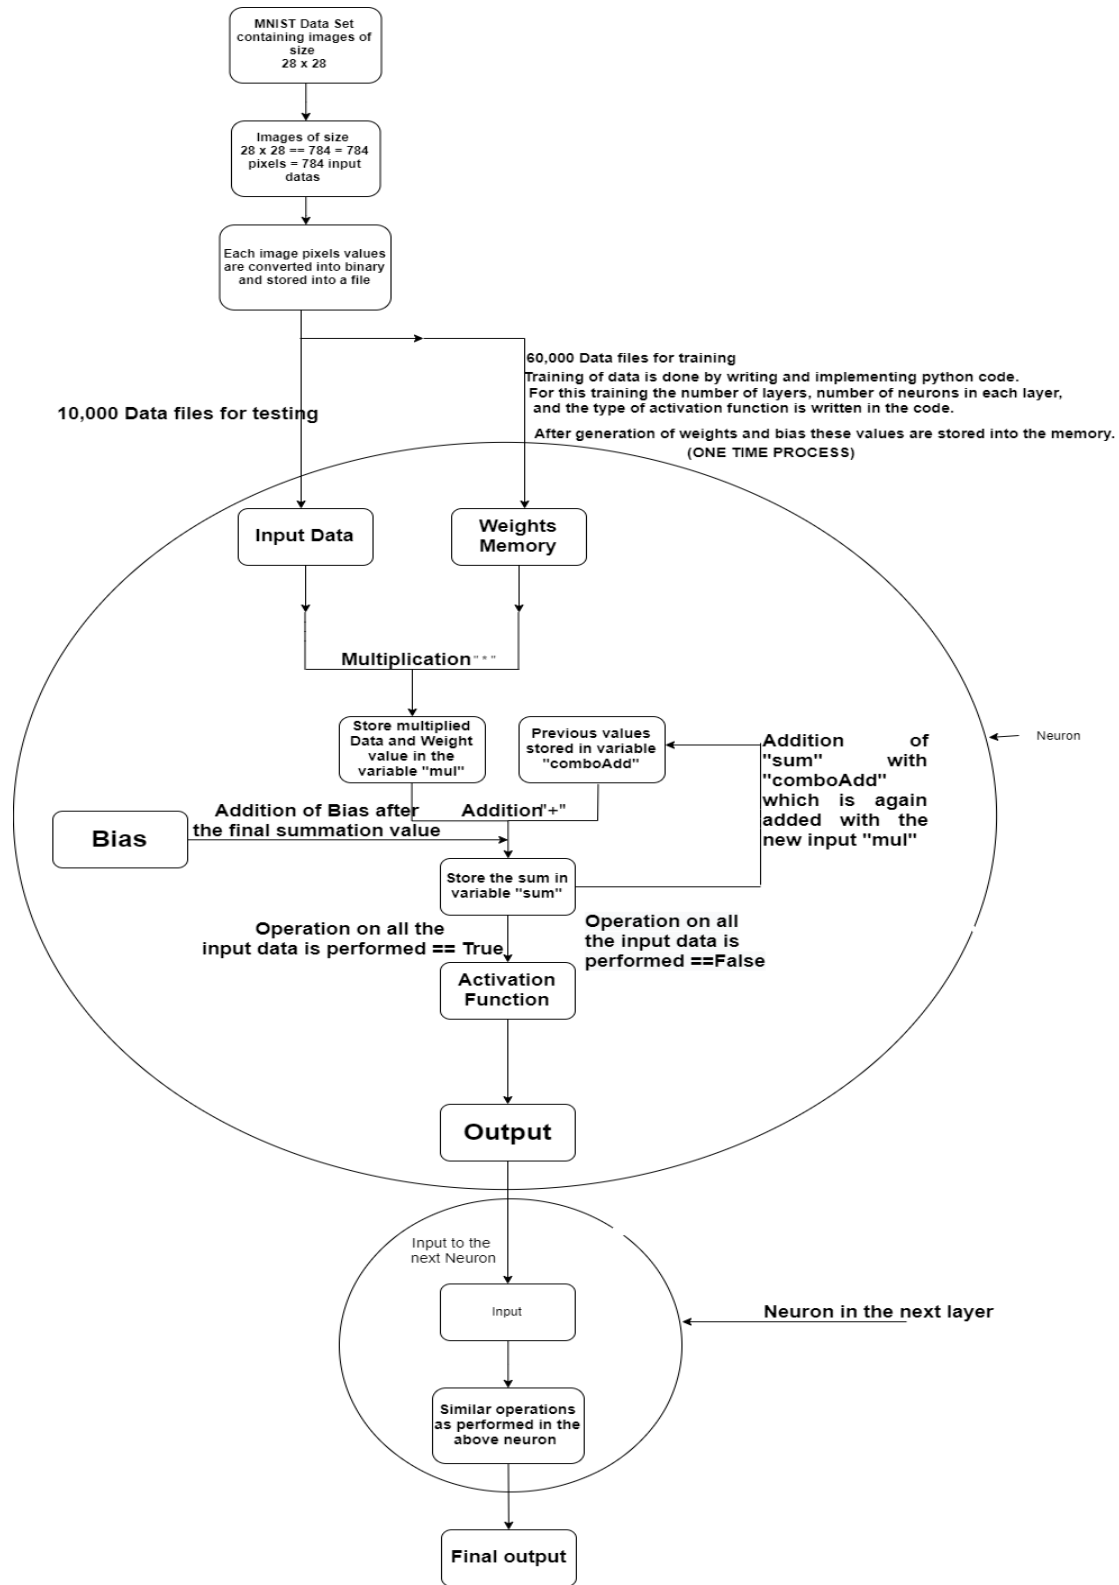 MNIST Data Set
containing images of
size
28 x 28
Images of size
28 x 28 == 784 = 784
pixels = 784 input
datas
Each image pixels values
are converted into binary
and stored into a file
60,000 Data files for training
Training of data is done by writing and implementing python code.
For this training the number of layers, number of neurons in each layer,
and the type of activation function is written in the code.
10,000 Data files for testing
After generation of weights and bias these values are stored into the memory.
(ONE TIME PROCESS)
Input Data
Weights
Memory
Multiplication "*"
Store multiplied
Data and Weight
value in the
variable "mul"
Previous values
stored in variable
"comboAdd"
Addition of
"sum" with
"comboAdd"
which is again
added with the
new input "mul"
Neuron
Bias
Addition of Bias after
the final summation value
Addition"+"
Store the sum in
variable "sum"
Operation on all the
input data is performed == True
Operation on all
the input data is
performed ==False
Activation
Function
Output
Input to the
next Neuron
Input
Neuron in the next layer
Similar operations
as performed in the
above neuron
Final output